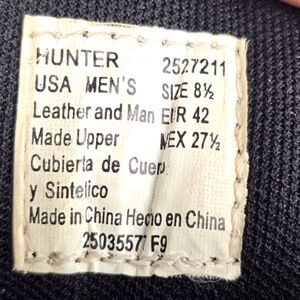 HUNTER 2527211
USA MEN'S SIZE 8½
Leather and Man EUR 42
Made Upper MEX 27½
Cubierta de Cuero
y Sintelico
Made in China Hecho en China
25035577 F9